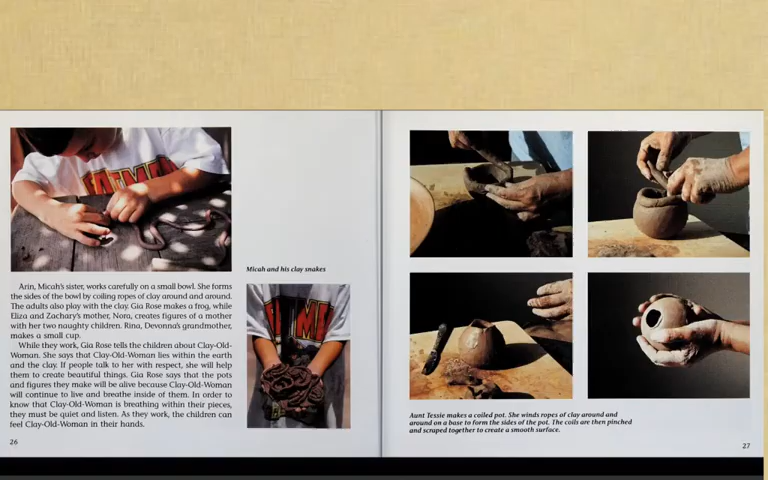 Micah and his clay snakes
Arin, Micah's sister, works carefully on a small bowl. She forms
the sides of the bowl by coiling ropes of clay around and around.
The adults also play with the clay. Gia Rose makes a frog, while
Eliza and Zachary's mother, Nora, creates figures of a mother
with her two naughty children. Rina, Devonna's grandmother,
makes a small cup.
While they work, Gia Rose tells the children about Clay-Old-
Woman. She says that Clay-Old-Woman lies within the earth
and the clay. If people talk to her with respect, she will help
them to create beautiful things. Gia Rose says that the pots
and figures they make will be alive because Clay-Old-Woman
will continue to live and breathe inside of them. In order to
know that Clay-Old-Woman is breathing within their pieces,
they must be quiet and listen. As they work, the children can
feel Clay-Old-Woman in their hands.
26
Aunt Tessie makes a coiled pot. She winds ropes of clay around and
around on a base to form the sides of the pot. The coils are then pinched
and scraped together to create a smooth surface.
27